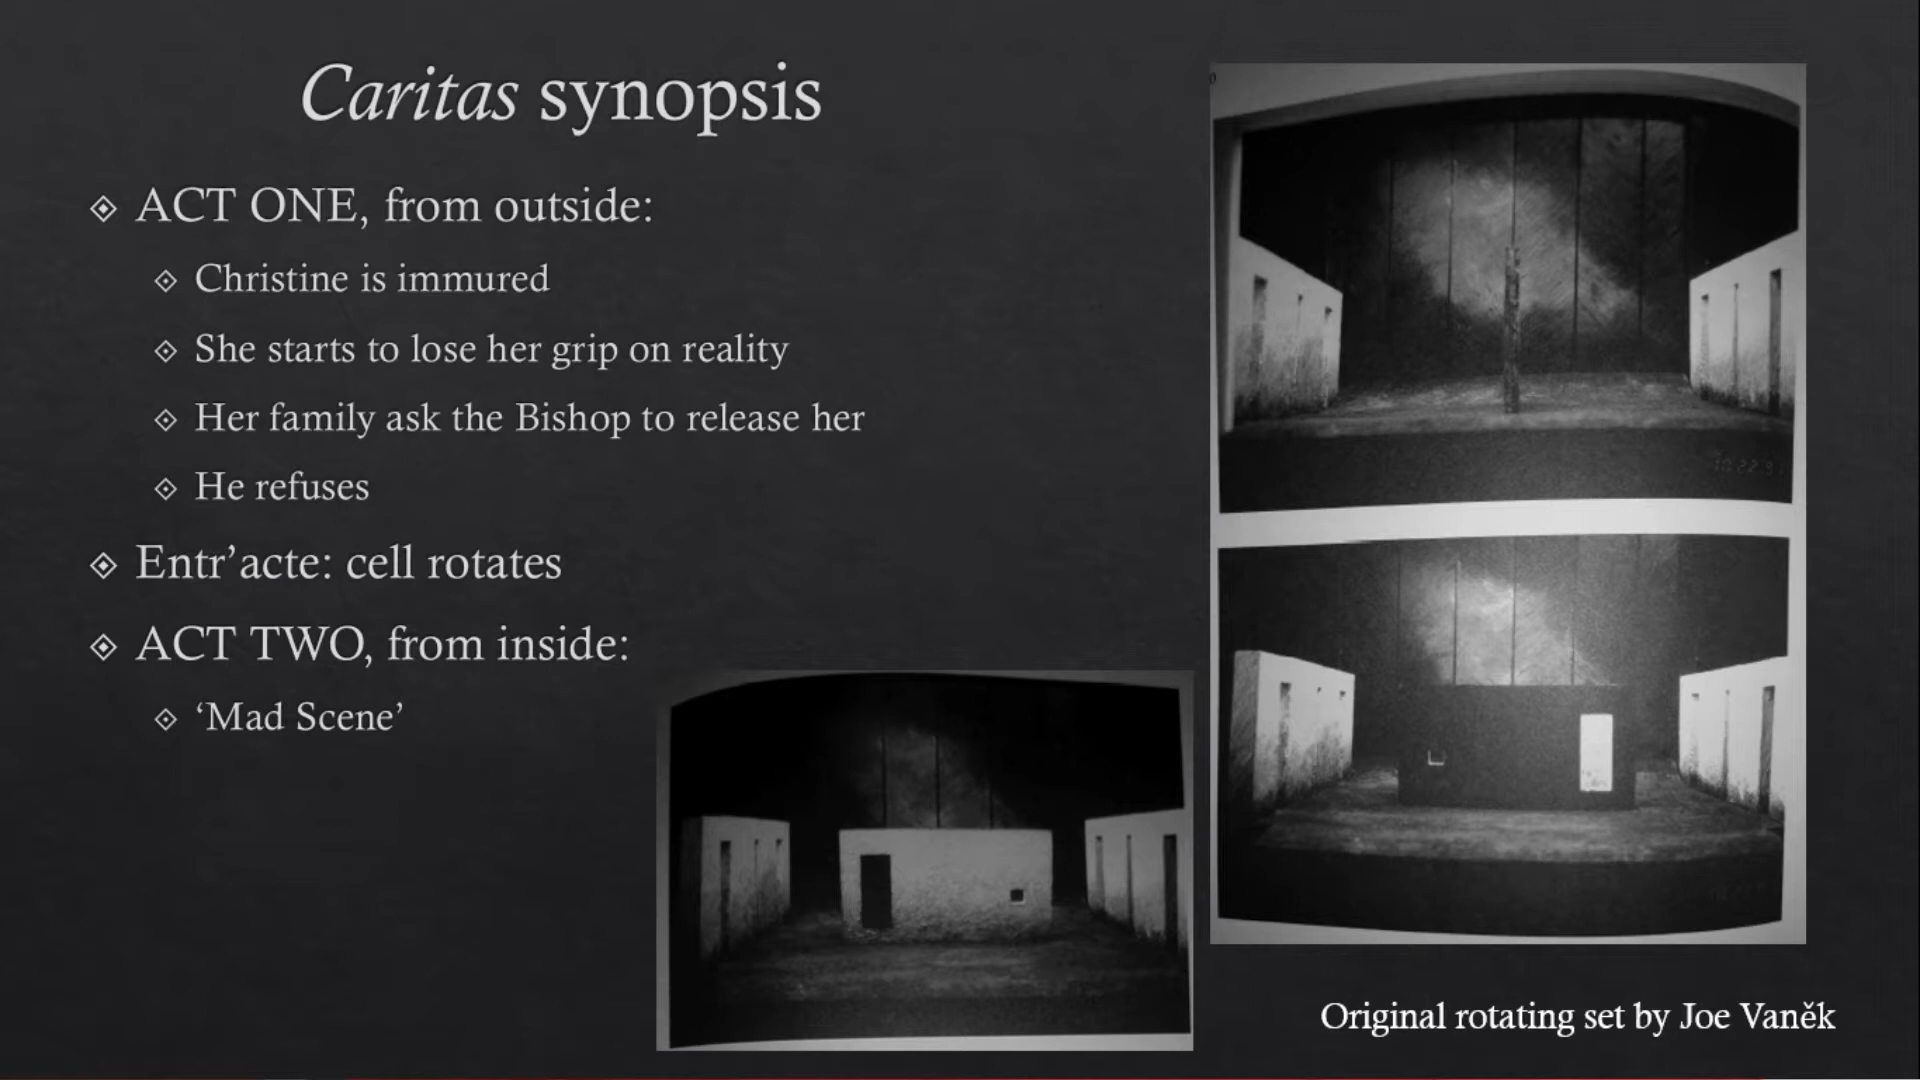 Caritas synopsis
ACT ONE, from outside:
Christine is immured
She starts to lose her grip on reality
Her family ask the Bishop to release her
He refuses
Entr’acte: cell rotates
ACT TWO, from inside:
‘Mad Scene’
Original rotating set by Joe Vaněk